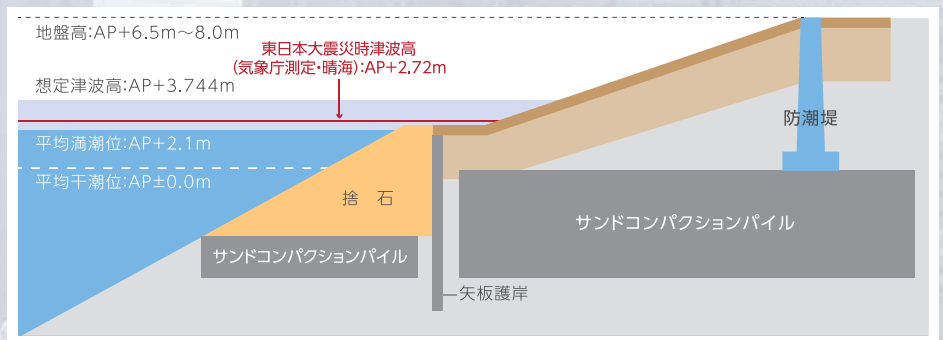 地盤高:AP+6.5m～8.0m
東日本大震災時津波高
(気象庁測定・晴海):AP+2.72m
想定津波高:AP+3.744m
防潮堤
平均満潮位:AP+2.1m
平均干潮位:AP±0.0m
捨 石
サンドコンパクションパイル
サンドコンパクションパイル
矢板護岸